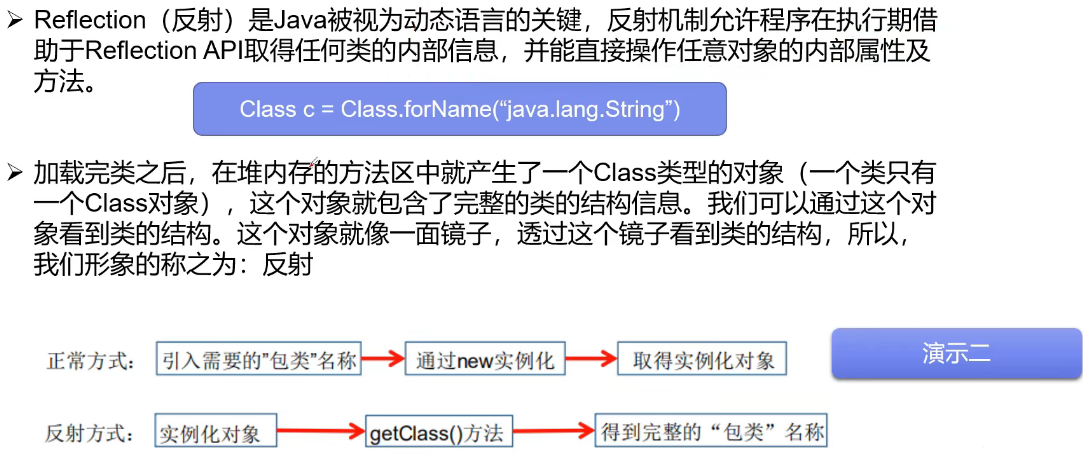 ➢ Reflection（反射）是Java被视为动态语言的关键，反射机制允许程序在执行期借
助于Reflection API取得任何类的内部信息，并能直接操作任意对象的内部属性及
方法。
Class c = Class.forName(“java.lang.String”)
➢ 加载完类之后，在堆内存的方法区中就产生了一个Class类型的对象（一个类只有
一个Class对象），这个对象就包含了完整的类的结构信息。我们可以通过这个对
象看到类的结构。这个对象就像一面镜子，透过这个镜子看到类的结构，所以，
我们形象的称之为：反射
正常方式： 引入需要的”包类”名称 通过new实例化 取得实例化对象
演示二
反射方式： 实例化对象 getClass()方法 得到完整的“包类”名称